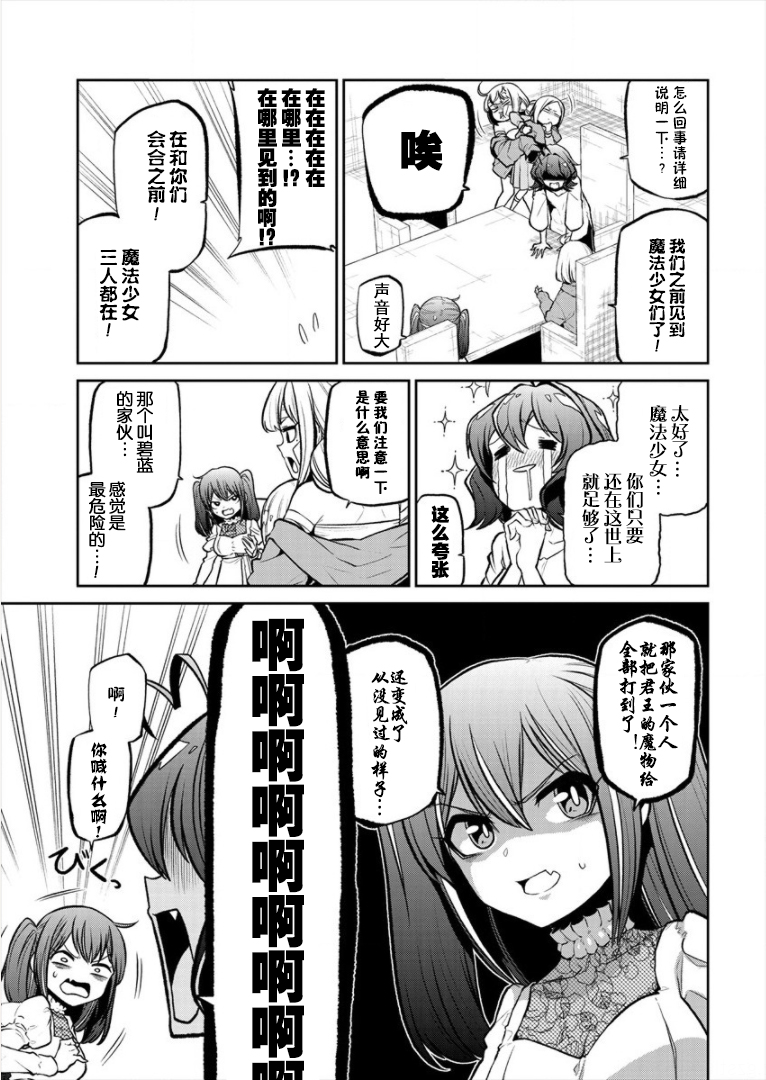 怎么回事请详细
说明一下…?
我们之前见到
魔法少女们了!
唉
声音好大
在在在在在
在哪里…!?
在哪里见到的啊!?
在和你们
会合之前!
魔法少女
三人都在!
太好了…
魔法少女…
你们只要
还在这世上
就足够了…
这么夸张
要我们注意一下
是什么意思啊
那个叫碧蓝
的家伙…
感觉是
最危险的…!
那家伙一个人
就把君王的魔物给
全部打到了!
还变成了
从没见过的样子…
啊啊啊啊啊啊啊啊啊
啊!
你喊什么啊!
びくっ